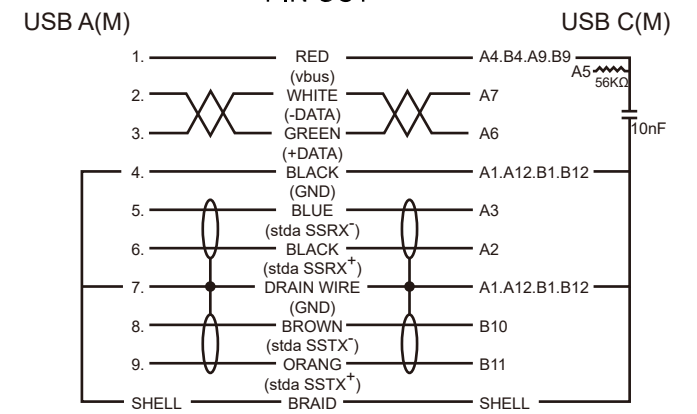 USB A(M) USB C(M)
1. RED A4.B4.A9.B9
(vbus) A5 56KΩ
2. WHITE A7
(-DATA) 10nF
3. GREEN A6
(+DATA)
4. BLACK A1.A12.B1.B12
(GND)
5. BLUE A3
(stda SSRX⁻)
6. BLACK A2
(stda SSRX⁺)
7. DRAIN WIRE A1.A12.B1.B12
(GND)
8. BROWN B10
(stda SSTX⁻)
9. ORANG B11
(stda SSTX⁺)
SHELL BRAID SHELL